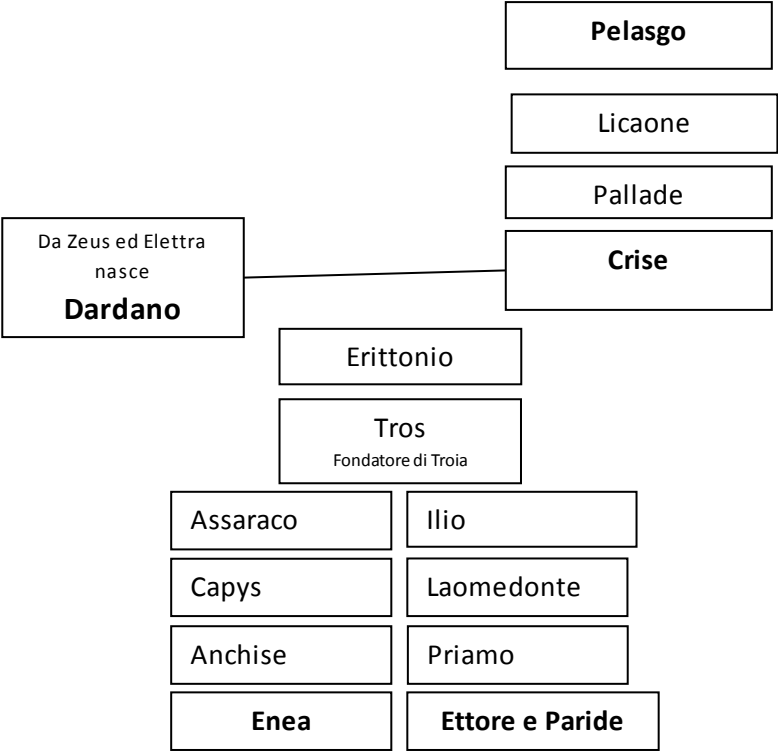 Pelasgo
Licaone
Pallade
Da Zeus ed Elettra
nasce
Dardano
Crise
Erittonio
Tros
Fondatore di Troia
Assaraco
Ilio
Capys
Laomedonte
Anchise
Priamo
Enea
Ettore e Paride